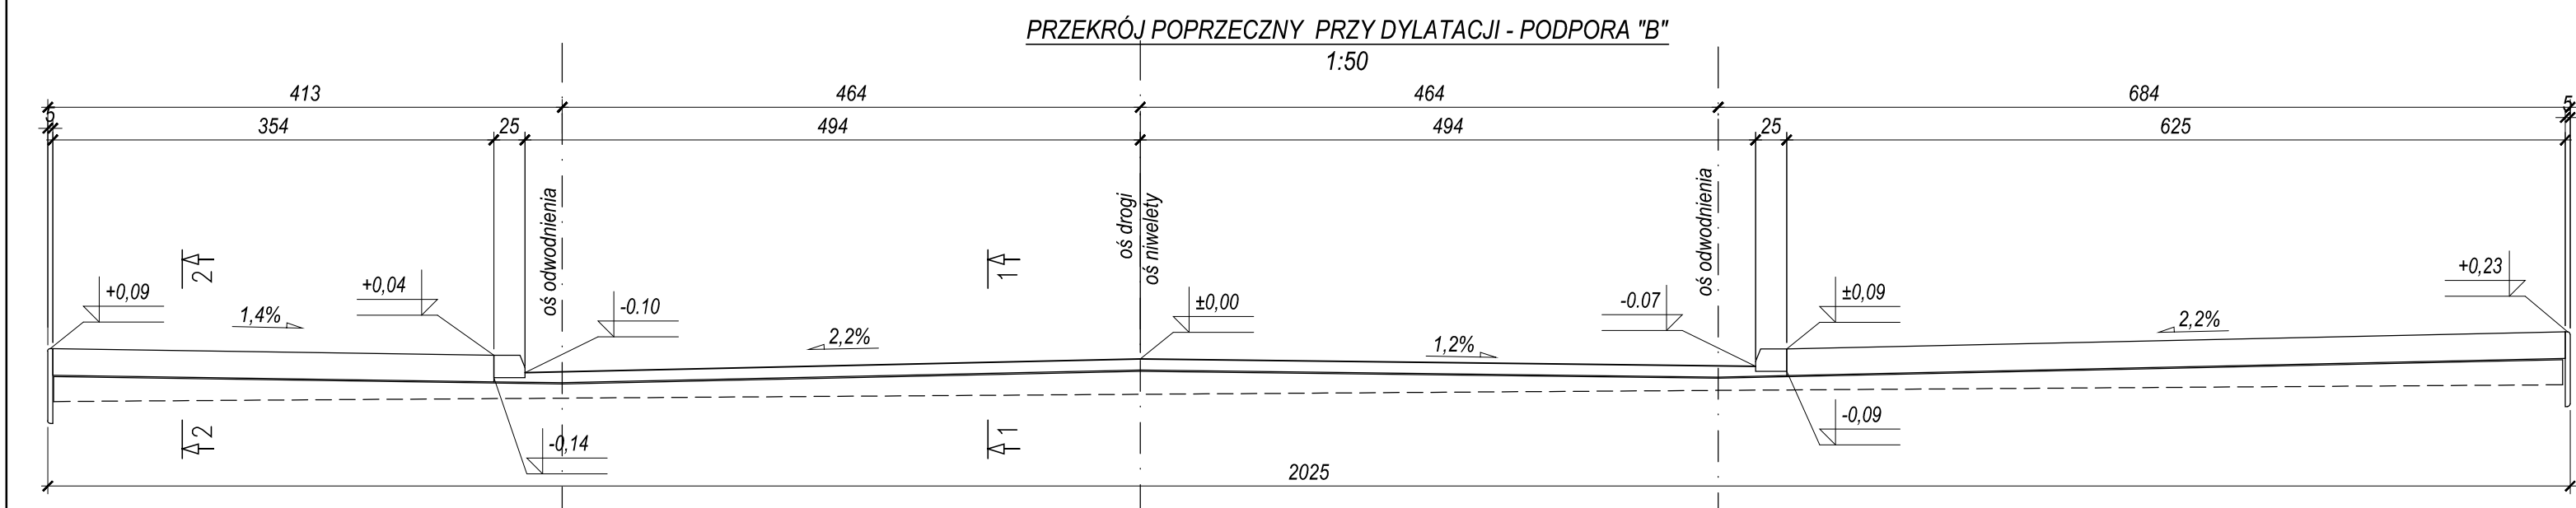 PRZEKRÓJ POPRZECZNY PRZY DYLATACJI - PODPORA "B"
1:50
413 464 464 684
5 354 25 494 494 25 625 5
oś odwodnienia
oś drogi
oś niwelety
oś odwodnienia
2 1
+0,09 1,4% +0,04 -0.10 2,2% ±0,00 1,2% -0.07 ±0,09 2,2% +0,23
2 -0,14 1 -0,09
2025